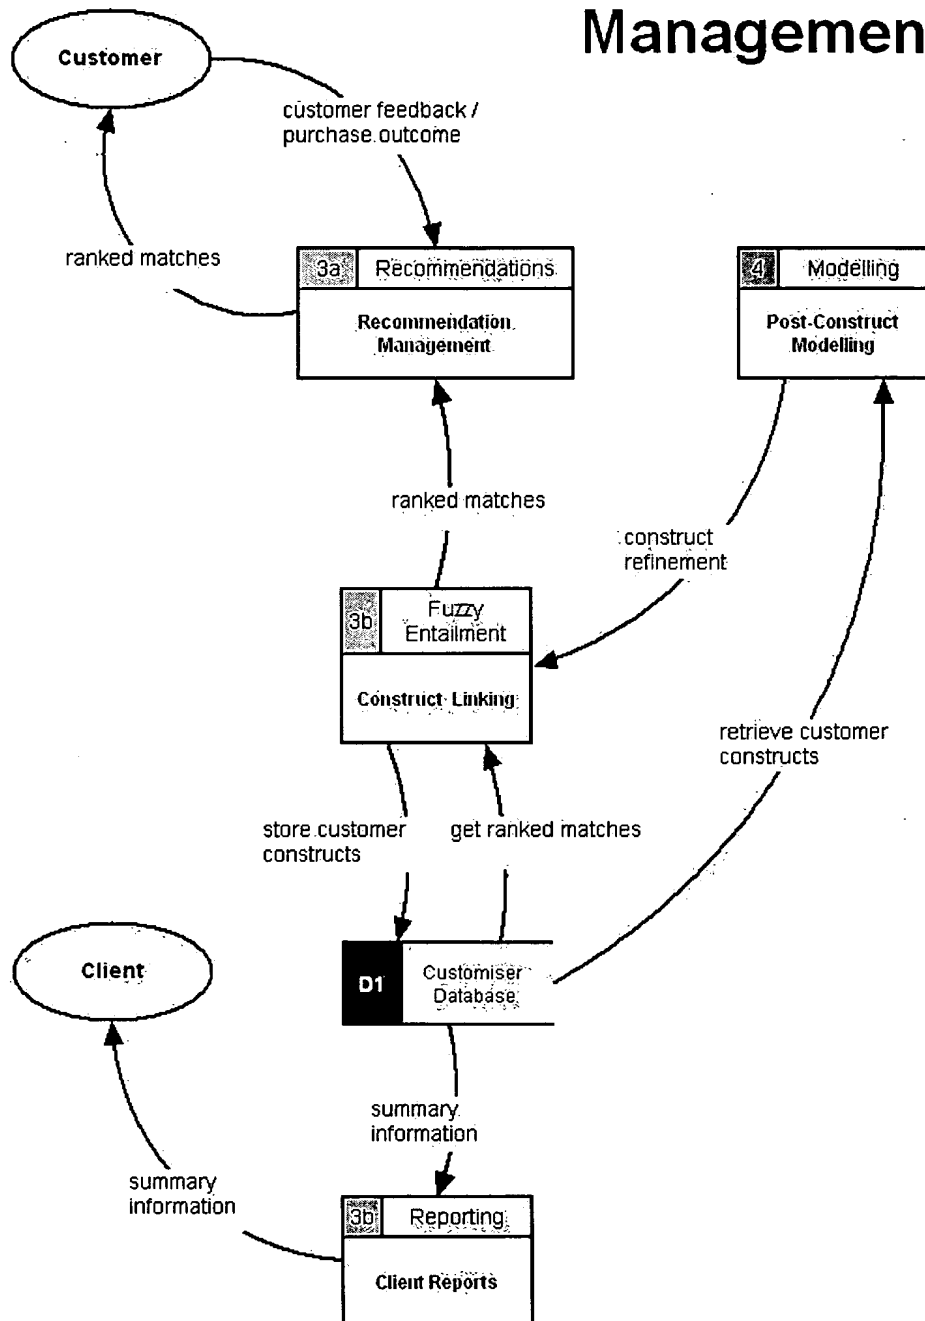 Managemen
Customer
customer feedback /
purchase outcome
ranked matches
3a Recommendations
Recommendation
Management
4 Modelling
Post-Construct
Modelling
ranked matches
construct
refinement
3b Fuzzy
Entailment
Construct Linking
retrieve customer
constructs
store customer
constructs
get ranked matches
Client
D1 Customiser
Database
summary
information
summary
information
3b Reporting
Client Reports